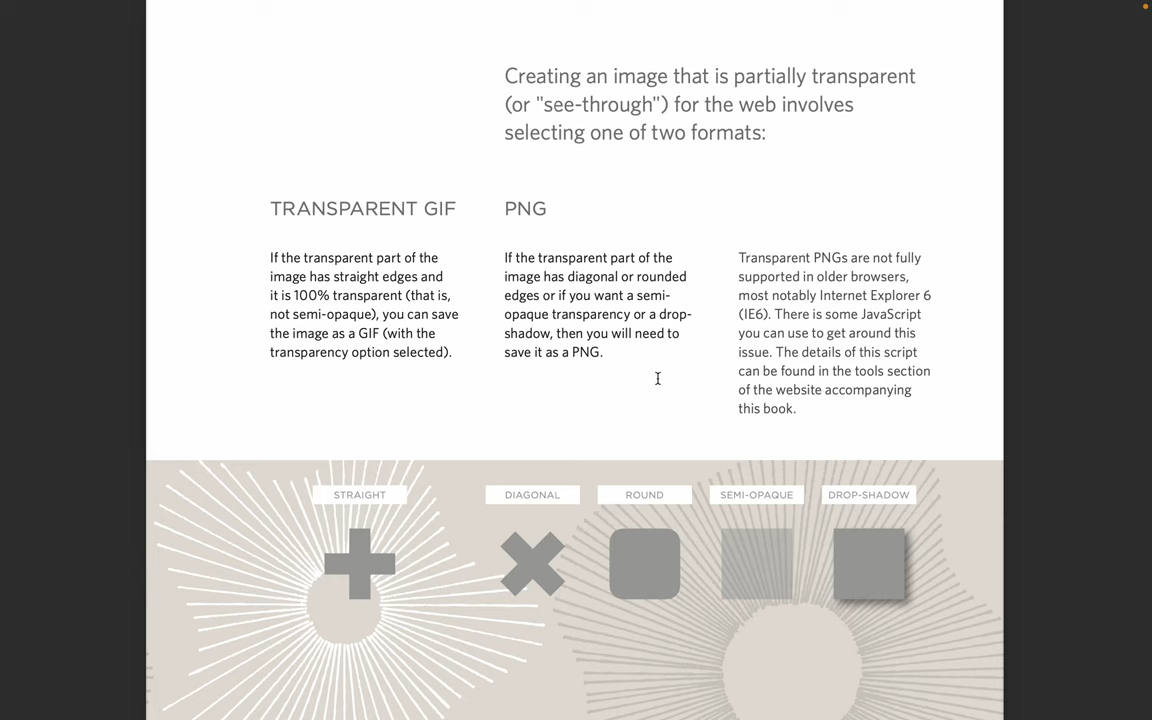 Creating an image that is partially transparent
(or "see-through") for the web involves
selecting one of two formats:
TRANSPARENT GIF
If the transparent part of the
image has straight edges and
it is 100% transparent (that is,
not semi-opaque), you can save
the image as a GIF (with the
transparency option selected).
PNG
If the transparent part of the
image has diagonal or rounded
edges or if you want a semi-
opaque transparency or a drop-
shadow, then you will need to
save it as a PNG.
Transparent PNGs are not fully
supported in older browsers,
most notably Internet Explorer 6
(IE6). There is some JavaScript
you can use to get around this
issue. The details of this script
can be found in the tools section
of the website accompanying
this book.
STRAIGHT
DIAGONAL
ROUND
SEMI-OPAQUE
DROP-SHADOW